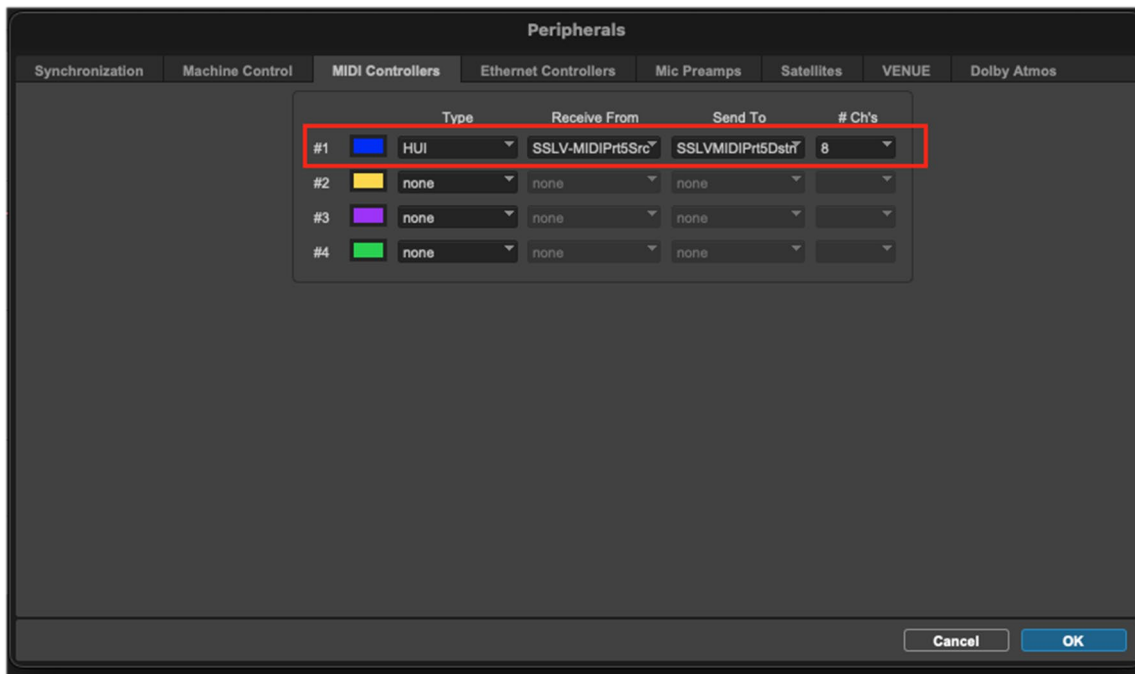 Peripherals
Synchronization Machine Control MIDI Controllers Ethernet Controllers Mic Preamps Satellites VENUE Dolby Atmos
Type Receive From Send To # Ch's
#1 HUI SSLV-MIDIPrt5Src SSLVMIDIPrt5Dstn 8
#2 none none none
#3 none none none
#4 none none none
Cancel OK